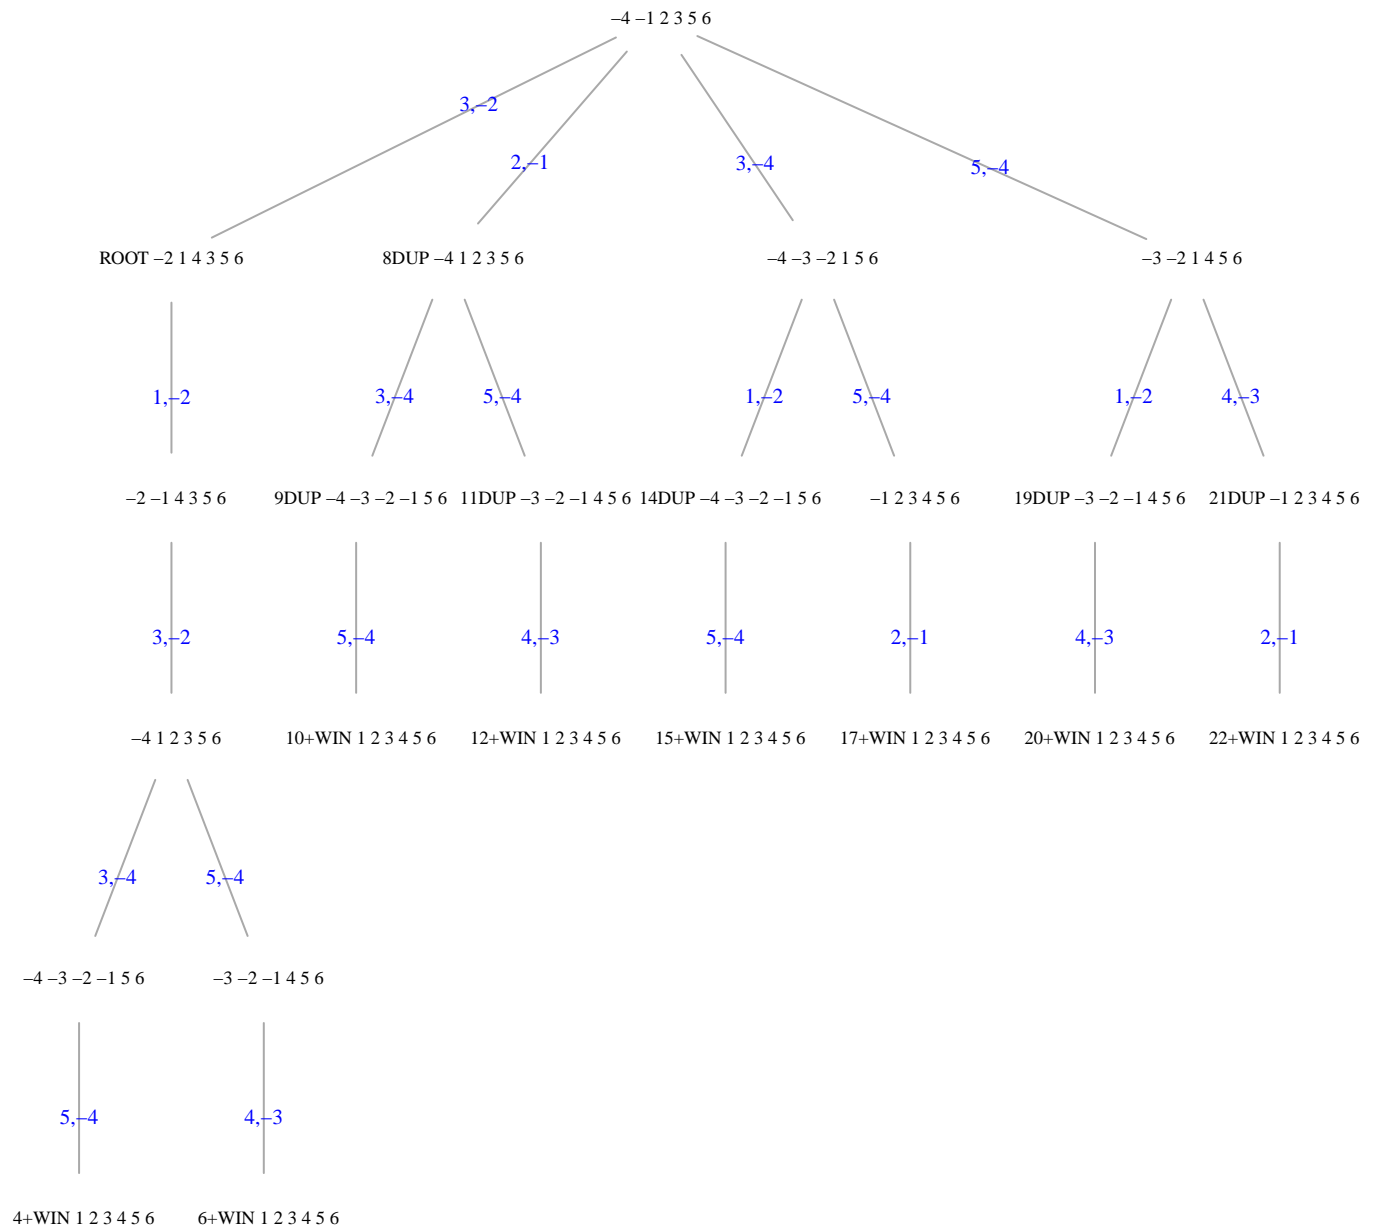 –4 –1 2 3 5 6
3,–2
2,–1
3,–4
5,–4
ROOT –2 1 4 3 5 6
8DUP –4 1 2 3 5 6
–4 –3 –2 1 5 6
–3 –2 1 4 5 6
1,–2
3,–4
5,–4
1,–2
5,–4
1,–2
4,–3
–2 –1 4 3 5 6
9DUP –4 –3 –2 –1 5 6
11DUP –3 –2 –1 4 5 6
14DUP –4 –3 –2 –1 5 6
–1 2 3 4 5 6
19DUP –3 –2 –1 4 5 6
21DUP –1 2 3 4 5 6
3,–2
5,–4
4,–3
5,–4
2,–1
4,–3
2,–1
–4 1 2 3 5 6
10+WIN 1 2 3 4 5 6
12+WIN 1 2 3 4 5 6
15+WIN 1 2 3 4 5 6
17+WIN 1 2 3 4 5 6
20+WIN 1 2 3 4 5 6
22+WIN 1 2 3 4 5 6
3,–4
5,–4
–4 –3 –2 –1 5 6
–3 –2 –1 4 5 6
5,–4
4,–3
4+WIN 1 2 3 4 5 6
6+WIN 1 2 3 4 5 6